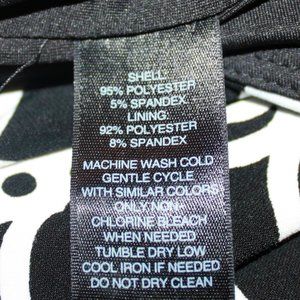 SHELL:
95% POLYESTER
5% SPANDEX
LINING:
92% POLYESTER
8% SPANDEX
MACHINE WASH COLD
GENTLE CYCLE
WITH SIMILAR COLORS
ONLY NON-
CHLORINE BLEACH
WHEN NEEDED
TUMBLE DRY LOW
COOL IRON IF NEEDED
DO NOT DRY CLEAN